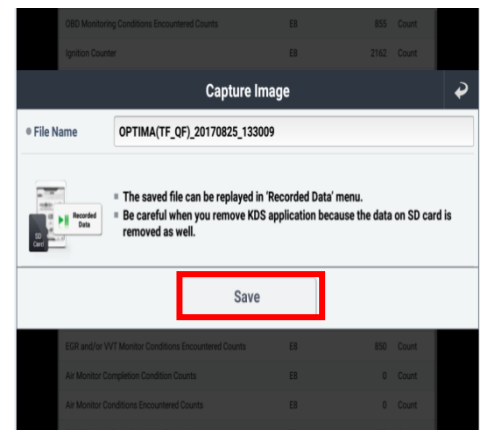 OBD Monitoring Conditions Encountered Counts EB 855 Count
Ignition Counter EB 2162 Count
Capture Image
File Name OPTIMA(TF_QF)_20170825_133009
The saved file can be replayed in 'Recorded Data' menu.
Recorded
Data
SD
Card
Be careful when you remove KDS application because the data on SD card is
removed as well.
Save
EGR and/or VVT Monitor Conditions Encountered Counts EB 850 Count
Air Monitor Completion Condition Counts EB 0 Count
Air Monitor Conditions Encountered Counts EB 0 Count